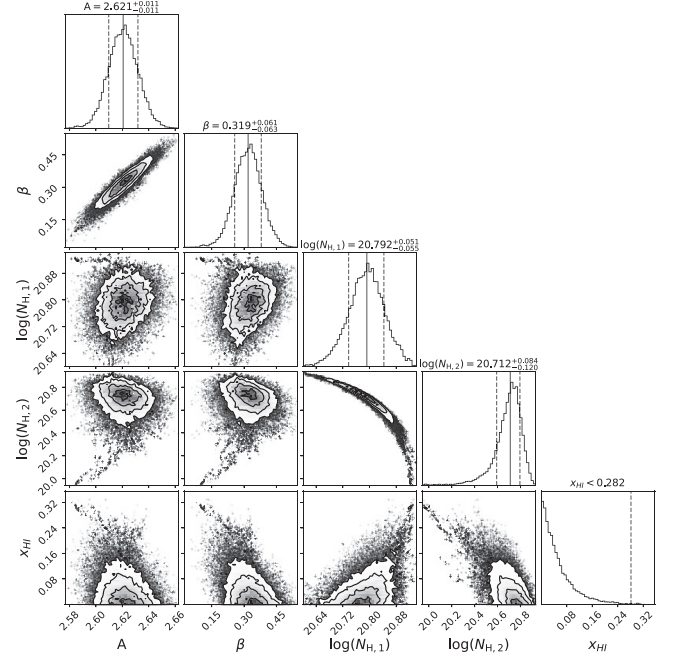 A = 2.621+0.011 −0.011
β = 0.319+0.061 −0.063
β
0.45
0.30
0.15
log(NH, 1) = 20.792+0.051 −0.055
log(NH, 1)
20.88
20.80
20.72
20.64
log(NH, 2) = 20.712+0.084 −0.120
log(NH, 2)
20.8
20.6
20.4
20.2
20.0
xHI < 0.282
xHI
0.32
0.24
0.16
0.08
2.58 2.60 2.62 2.64 2.66
A
0.15 0.30 0.45
β
20.64 20.72 20.80 20.88
log(NH, 1)
20.0 20.2 20.4 20.6 20.8
log(NH, 2)
0.08 0.16 0.24 0.32
xHI